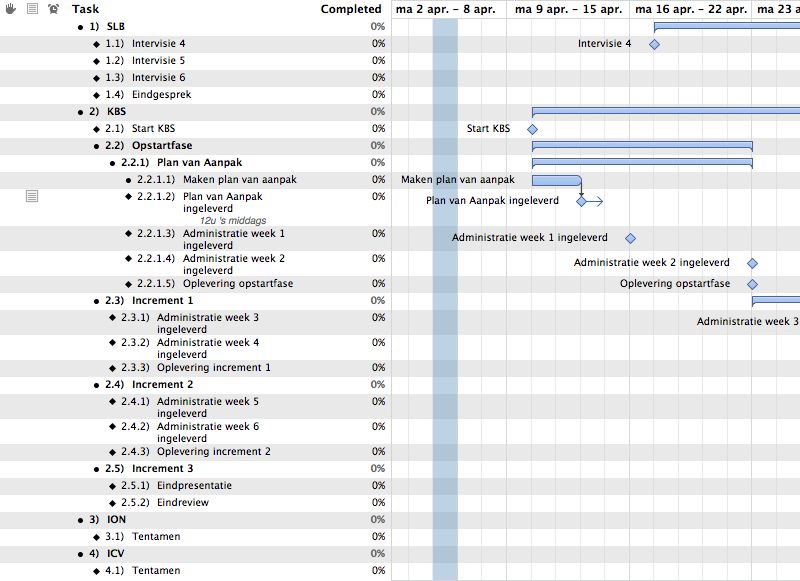 Task Completed ma 2 apr. – 8 apr. ma 9 apr. – 15 apr. ma 16 apr. – 22 apr. ma 23 a
1) SLB 0%
1.1) Intervisie 4 0% Intervisie 4
1.2) Intervisie 5 0%
1.3) Intervisie 6 0%
1.4) Eindgesprek 0%
2) KBS 0%
2.1) Start KBS 0% Start KBS
2.2) Opstartfase 0%
2.2.1) Plan van Aanpak 0%
2.2.1.1) Maken plan van aanpak 0% Maken plan van aanpak
2.2.1.2) Plan van Aanpak 0% Plan van Aanpak ingeleverd
ingeleverd
12u 's middags
2.2.1.3) Administratie week 1 0% Administratie week 1 ingeleverd
ingeleverd
2.2.1.4) Administratie week 2 0% Administratie week 2 ingeleverd
ingeleverd
2.2.1.5) Oplevering opstartfase 0% Oplevering opstartfase
2.3) Increment 1 0%
2.3.1) Administratie week 3 0% Administratie week 3
ingeleverd
2.3.2) Administratie week 4 0%
ingeleverd
2.3.3) Oplevering increment 1 0%
2.4) Increment 2 0%
2.4.1) Administratie week 5 0%
ingeleverd
2.4.2) Administratie week 6 0%
ingeleverd
2.4.3) Oplevering increment 2 0%
2.5) Increment 3 0%
2.5.1) Eindpresentatie 0%
2.5.2) Eindreview 0%
3) ION 0%
3.1) Tentamen 0%
4) ICV 0%
4.1) Tentamen 0%